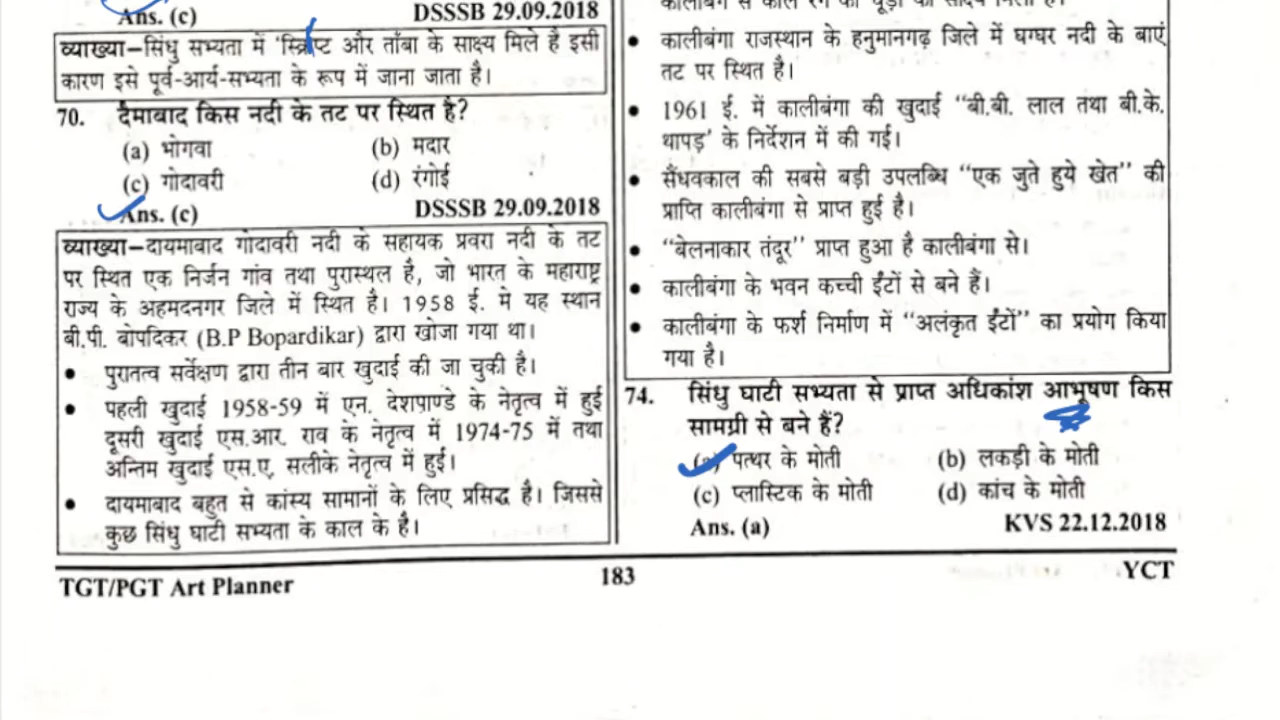 Ans. (c) DSSSB 29.09.2018
व्याख्या–सिंधु सभ्यता में 'स्क्रिप्ट और ताँबा के साक्ष्य मिले है इसी
कारण इसे पूर्व-आर्य-सभ्यता के रूप में जाना जाता है।
70. दैमाबाद किस नदी के तट पर स्थित है?
(a) भोगवा (b) मदार
(c) गोदावरी (d) रंगोई
Ans. (c) DSSSB 29.09.2018
व्याख्या–दायमाबाद गोदावरी नदी के सहायक प्रवरा नदी के तट
पर स्थित एक निर्जन गांव तथा पुरास्थल है, जो भारत के महाराष्ट्र
राज्य के अहमदनगर जिले में स्थित है। 1958 ई. मे यह स्थान
बी.पी. बोपदिकर (B.P Bopardikar) द्वारा खोजा गया था।
• पुरातत्व सर्वेक्षण द्वारा तीन बार खुदाई की जा चुकी है।
• पहली खुदाई 1958-59 में एन. देशपाण्डे के नेतृत्व में हुई
दूसरी खुदाई एस.आर. राव के नेतृत्व में 1974-75 में तथा
अन्तिम खुदाई एस.ए. सलीके नेतृत्व में हुई।
• दायमाबाद बहुत से कांस्य सामानों के लिए प्रसिद्ध है। जिससे
कुछ सिंधु घाटी सभ्यता के काल के है।
• कालीबंगा राजस्थान के हनुमानगढ़ जिले में घग्घर नदी के बाएं
तट पर स्थित है।
• 1961 ई. में कालीबंगा की खुदाई "बी.बी. लाल तथा बी.के.
थापड़' के निर्देशन में की गई।
• सैंधवकाल की सबसे बड़ी उपलब्धि "एक जुते हुये खेत" की
प्राप्ति कालीबंगा से प्राप्त हुई है।
• "बेलनाकार तंदूर" प्राप्त हुआ है कालीबंगा से।
• कालीबंगा के भवन कच्ची ईंटों से बने हैं।
• कालीबंगा के फर्श निर्माण में "अलंकृत ईंटों" का प्रयोग किया
गया है।
74. सिंधु घाटी सभ्यता से प्राप्त अधिकांश आभूषण किस
सामग्री से बने हैं?
(a) पत्थर के मोती (b) लकड़ी के मोती
(c) प्लास्टिक के मोती (d) कांच के मोती
Ans. (a) KVS 22.12.2018
TGT/PGT Art Planner 183 YCT